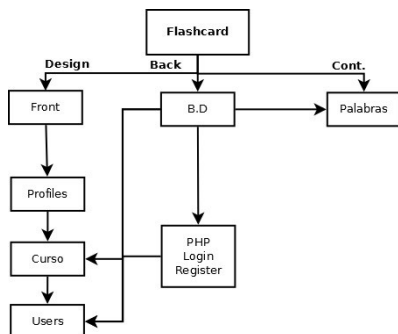 Flashcard
Design
Back
Cont.
Front
B.D
Palabras
Profiles
PHP
Login
Register
Curso
Users